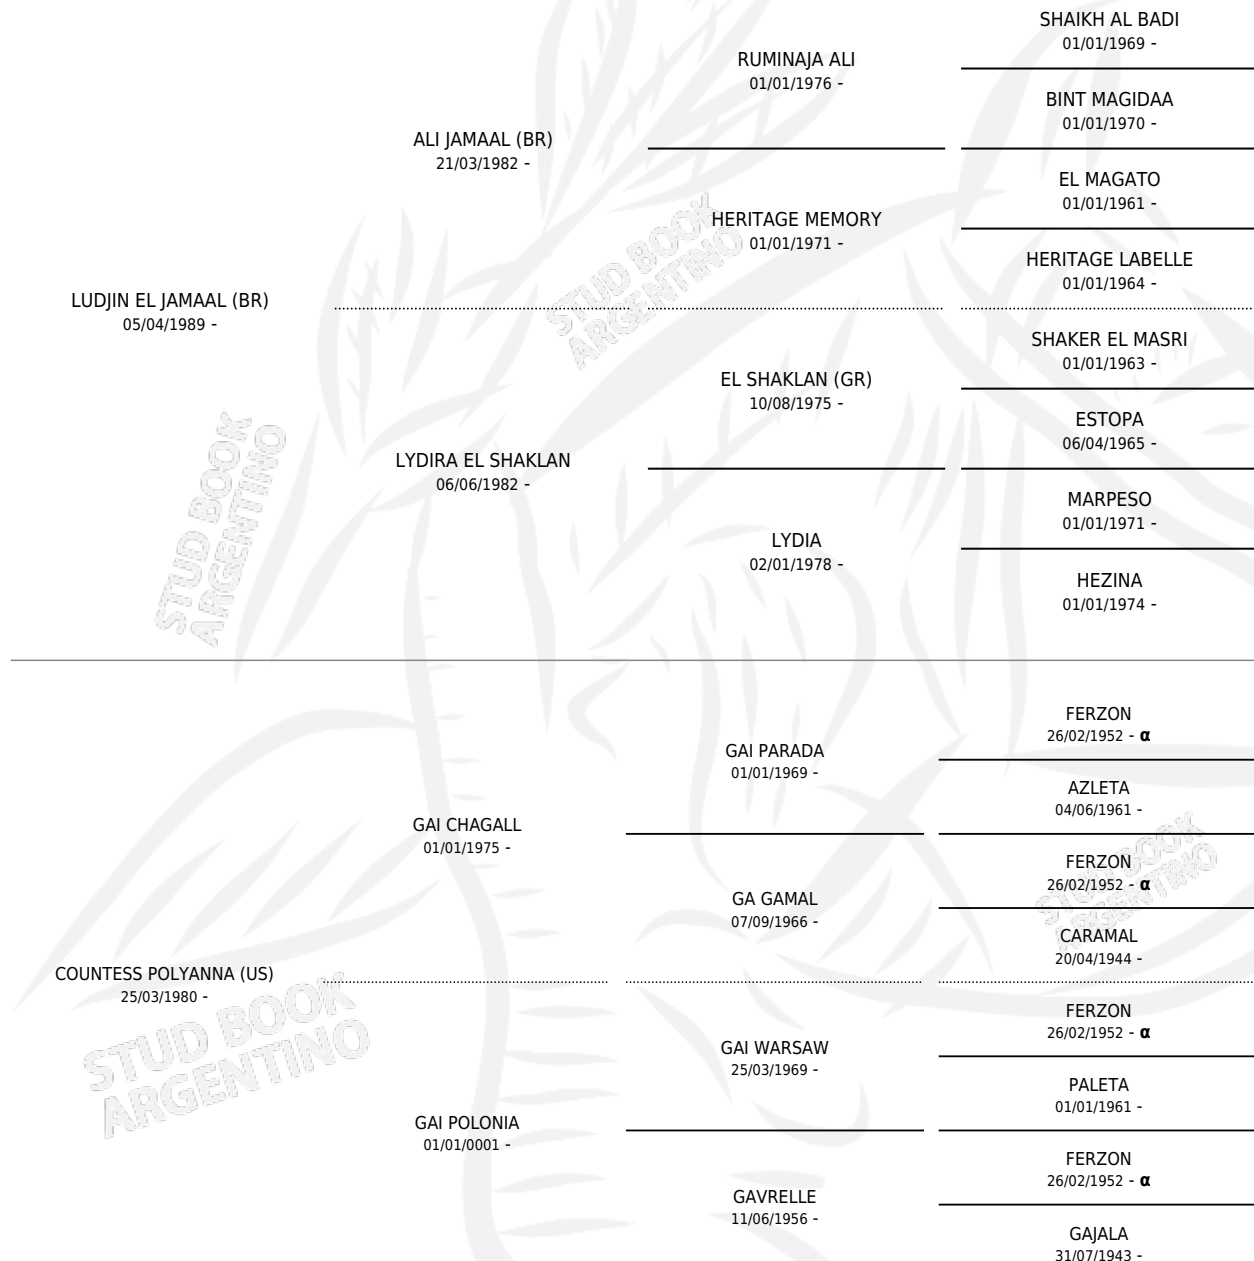 SHAIKH AL BADI
01/01/1969 -
RUMINAJA ALI
01/01/1976 -
BINT MAGIDAA
01/01/1970 -
ALI JAMAAL (BR)
21/03/1982 -
EL MAGATO
01/01/1961 -
HERITAGE MEMORY
01/01/1971 -
HERITAGE LABELLE
01/01/1964 -
LUDJIN EL JAMAAL (BR)
05/04/1989 -
SHAKER EL MASRI
01/01/1963 -
EL SHAKLAN (GR)
10/08/1975 -
ESTOPA
06/04/1965 -
LYDIRA EL SHAKLAN
06/06/1982 -
MARPESO
01/01/1971 -
LYDIA
02/01/1978 -
HEZINA
01/01/1974 -
FERZON
26/02/1952 - α
GAI PARADA
01/01/1969 -
AZLETA
04/06/1961 -
GAI CHAGALL
01/01/1975 -
FERZON
26/02/1952 - α
GA GAMAL
07/09/1966 -
CARAMAL
20/04/1944 -
COUNTESS POLYANNA (US)
25/03/1980 -
FERZON
26/02/1952 - α
GAI WARSAW
25/03/1969 -
PALETA
01/01/1961 -
GAI POLONIA
01/01/0001 -
FERZON
26/02/1952 - α
GAVRELLE
11/06/1956 -
GAJALA
31/07/1943 -
STUD BOOK
ARGENTINO
STUD BOOK
ARGENTINO
STUD BOOK
ARGENTINO
STUD BOOK
ARGENTINO